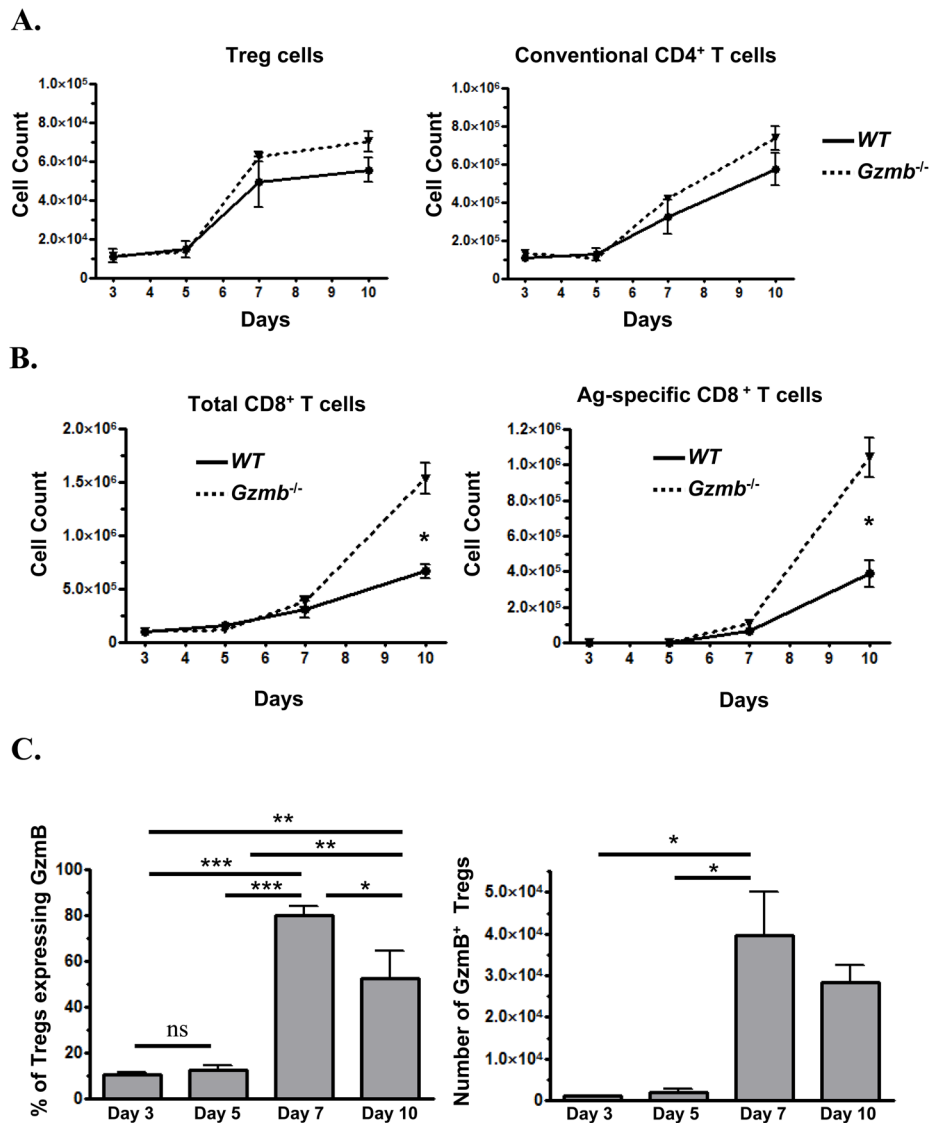 A.
Treg cells
Conventional CD4⁺ T cells
Cell Count
1.0×10⁵
8.0×10⁴
6.0×10⁴
4.0×10⁴
2.0×10⁴
0
3 4 5 6 7 8 9 10
Days
Cell Count
1.0×10⁶
8.0×10⁵
6.0×10⁵
4.0×10⁵
2.0×10⁵
0
3 4 5 6 7 8 9 10
Days
WT
Gzmb⁻/⁻
B.
Total CD8⁺ T cells
Ag-specific CD8 ⁺ T cells
Cell Count
2.0×10⁶
1.5×10⁶
1.0×10⁶
5.0×10⁵
0
WT
Gzmb⁻/⁻
*
3 4 5 6 7 8 9 10
Days
Cell Count
1.2×10⁶
1.0×10⁶
8.0×10⁵
6.0×10⁵
4.0×10⁵
2.0×10⁵
0
WT
Gzmb⁻/⁻
*
3 4 5 6 7 8 9 10
Days
C.
% of Tregs expressing GzmB
100
80
60
40
20
0
**
**
***
***
*
ns
Day 3 Day 5 Day 7 Day 10
Number of GzmB⁺ Tregs
5.0×10⁴
4.0×10⁴
3.0×10⁴
2.0×10⁴
1.0×10⁴
0
*
*
Day 3 Day 5 Day 7 Day 10